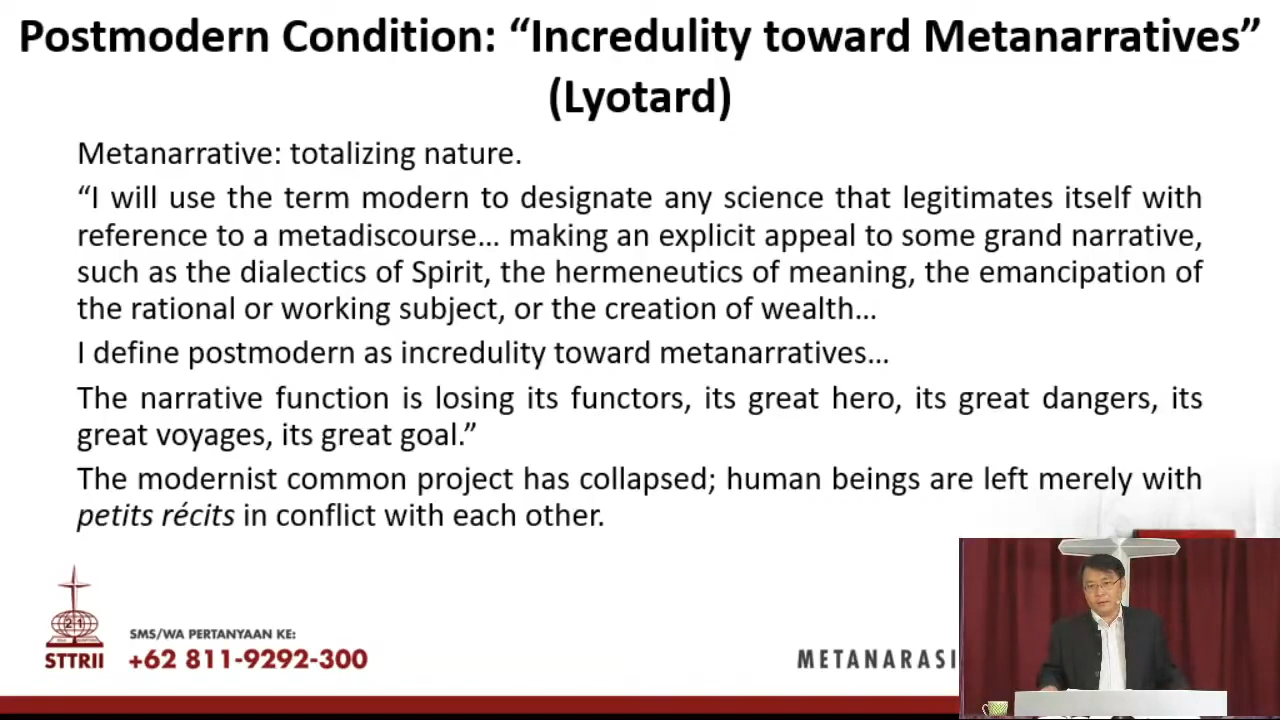 Postmodern Condition: “Incredulity toward Metanarratives”
(Lyotard)
Metanarrative: totalizing nature.
“I will use the term modern to designate any science that legitimates itself with
reference to a metadiscourse… making an explicit appeal to some grand narrative,
such as the dialectics of Spirit, the hermeneutics of meaning, the emancipation of
the rational or working subject, or the creation of wealth…
I define postmodern as incredulity toward metanarratives…
The narrative function is losing its functors, its great hero, its great dangers, its
great voyages, its great goal.”
The modernist common project has collapsed; human beings are left merely with
petits récits in conflict with each other.
21
STTRII
SMS/WA PERTANYAAN KE:
+62 811-9292-300
METANARASI